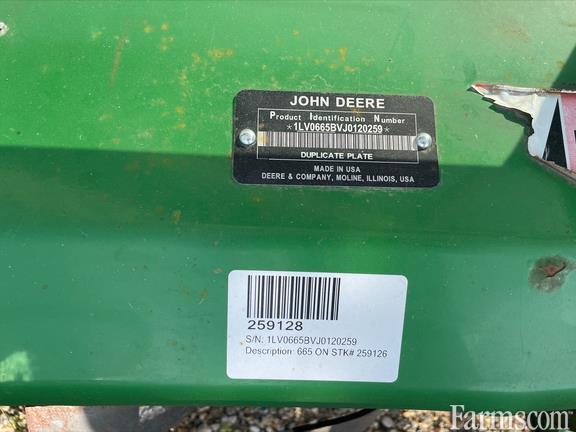 JOHN DEERE
Product Identification Number
*1LV0665BVJ0120259*
DUPLICATE PLATE
MADE IN USA
DEERE & COMPANY, MOLINE, ILLINOIS, USA
259128
S/N: 1LV0665BVJ0120259
Description: 665 ON STK# 259126
Farms.com